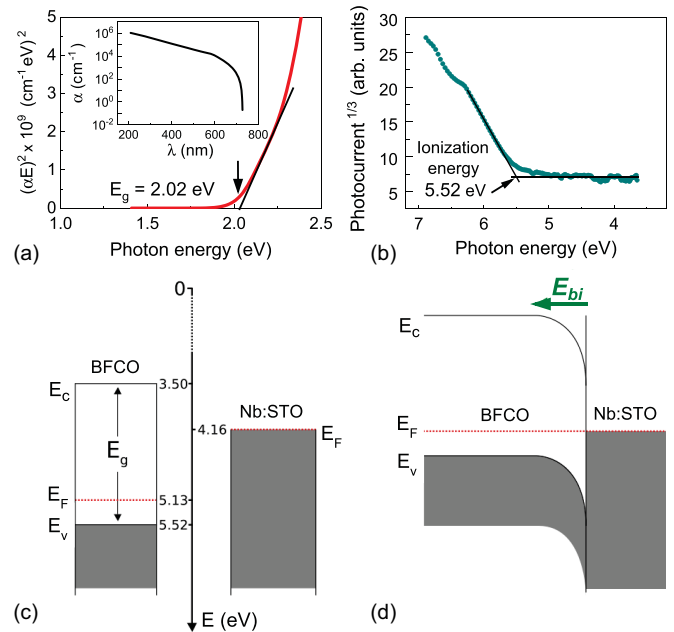 5
4
3
2
1
0
(αE)² x 10⁹ (cm⁻¹ eV)²
10⁶
10⁴
10²
10⁰
10⁻²
α (cm⁻¹)
200 400 600 800
λ (nm)
E_g = 2.02 eV
1.0 1.5 2.0 2.5
Photon energy (eV)
(a)
30
25
20
15
10
5
Photocurrent^1/3 (arb. units)
Ionization
energy
5.52 eV
7 6 5 4
Photon energy (eV)
(b)
0
BFCO
E_c 3.50
Nb:STO
4.16 E_F
E_g
E_F 5.13
E_v 5.52
E (eV)
(c)
E_bi
E_c
BFCO Nb:STO
E_F
E_v
(d)